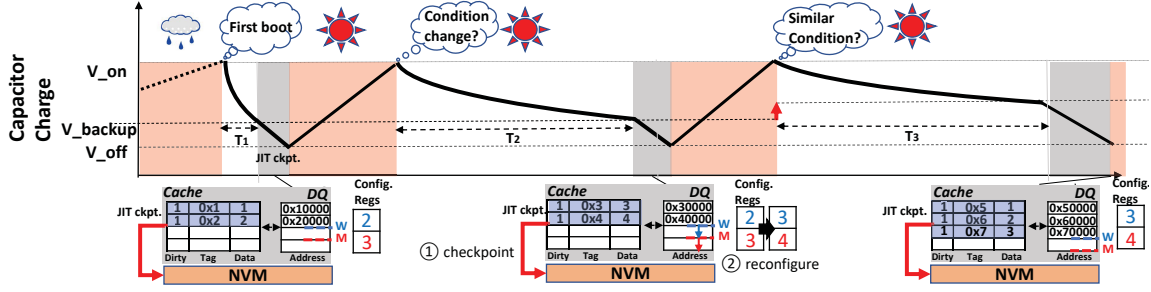 First boot
Condition
change?
Similar
Condition?
Capacitor
Charge
V_on
V_backup
V_off
T1
T2
T3
JIT ckpt.
Cache DQ Config.
Regs
JIT ckpt.
1 0x1 1 0x10000
1 0x2 2 0x20000
W
M
2
3
Dirty Tag Data Address
NVM
① checkpoint
Cache DQ Config.
Regs
JIT ckpt.
1 0x3 3 0x30000
1 0x4 4 0x40000
W
M
2 3
3 4
Dirty Tag Data Address
② reconfigure
NVM
Cache DQ Config.
Regs
JIT ckpt.
1 0x5 1 0x50000
1 0x6 2 0x60000
1 0x7 3 0x70000
W
M
3
4
Dirty Tag Data Address
NVM